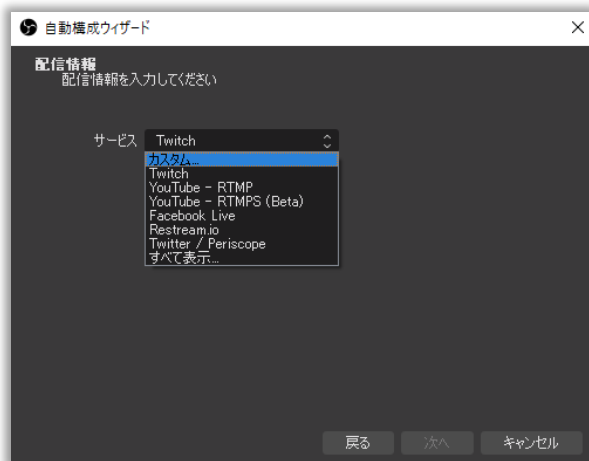 自動構成ウィザード
配信情報
配信情報を入力してください
サービス Twitch
カスタム...
Twitch
YouTube - RTMP
YouTube - RTMPS (Beta)
Facebook Live
Restream.io
Twitter / Periscope
すべて表示...
戻る 次へ キャンセル